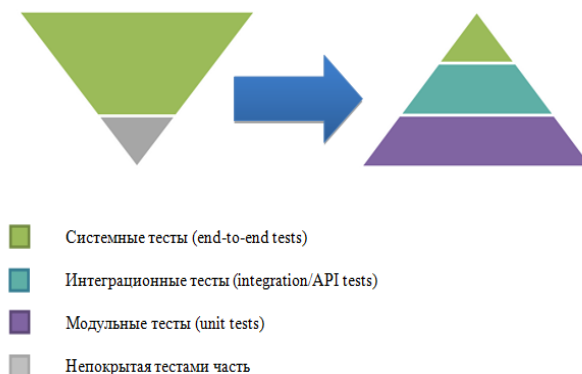 Системные тесты (end-to-end tests)
Интеграционные тесты (integration/API tests)
Модульные тесты (unit tests)
Непокрытая тестами часть